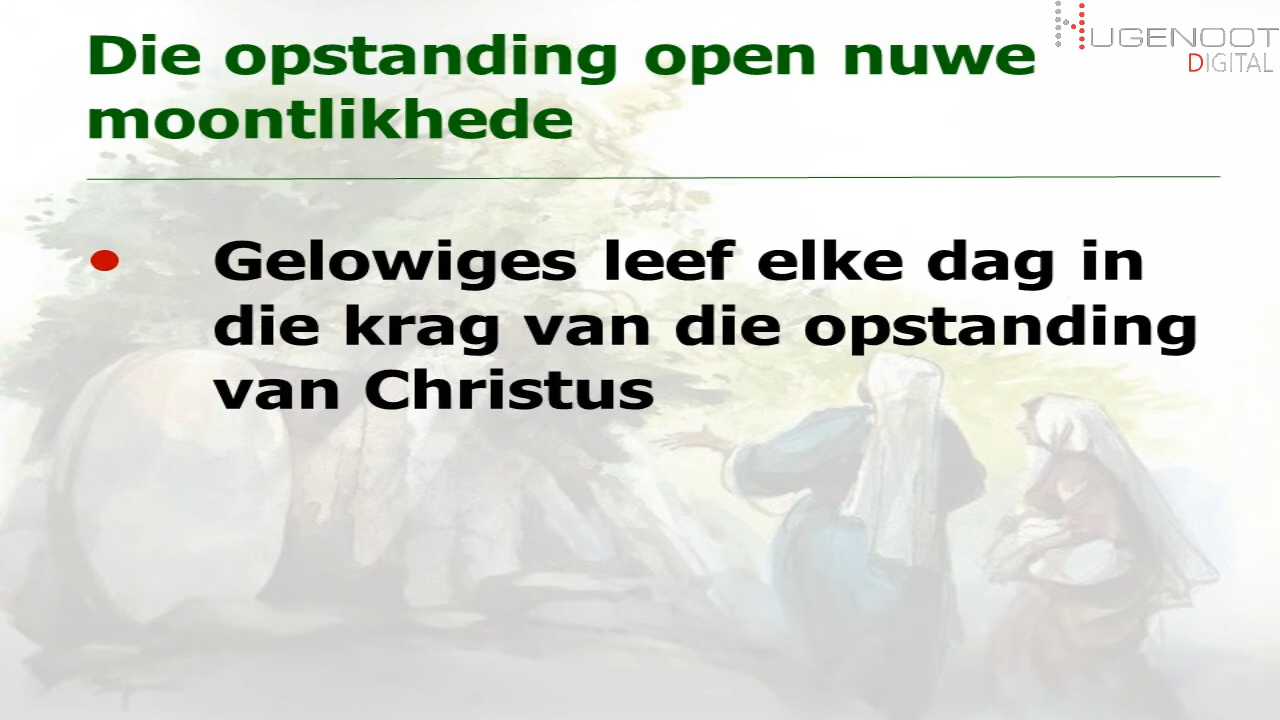 Die opstanding open nuwe
moontlikhede
HUGENOOT
DIGITAL
Gelowiges leef elke dag in
die krag van die opstanding
van Christus